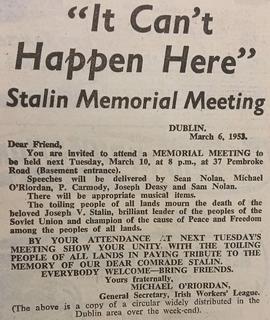 "It Can't
Happen Here"
Stalin Memorial Meeting
DUBLIN.
March 6, 1953.
Dear Friend,
You are invited to attend a MEMORIAL MEETING to
be held next Tuesday, March 10, at 8 p.m., at 37 Pembroke
Road (Basement entrance).
Speeches will be delivered by Sean Nolan, Michael
O'Riordan, P. Carmody, Joseph Deasy and Sam Nolan.
There will be appropriate musical items.
The toiling people of all lands mourn the death of the
beloved Joseph V. Stalin, brilliant leader of the peoples of the
Soviet Union and champion of the cause of Peace and Freedom
among the peoples of all lands.
BY YOUR ATTENDANCE AT NEXT TUESDAY'S
MEETING SHOW YOUR UNITY WITH THE TOILING
PEOPLE OF ALL LANDS IN PAYING TRIBUTE TO THE
MEMORY OF OUR DEAR COMRADE STALIN.
EVERYBODY WELCOME—BRING FRIENDS.
Yours fraternally,
MICHAEL O'RIORDAN,
General Secretary, Irish Workers' League.
(The above is a copy of a circular widely distributed in the
Dublin area over the week-end).